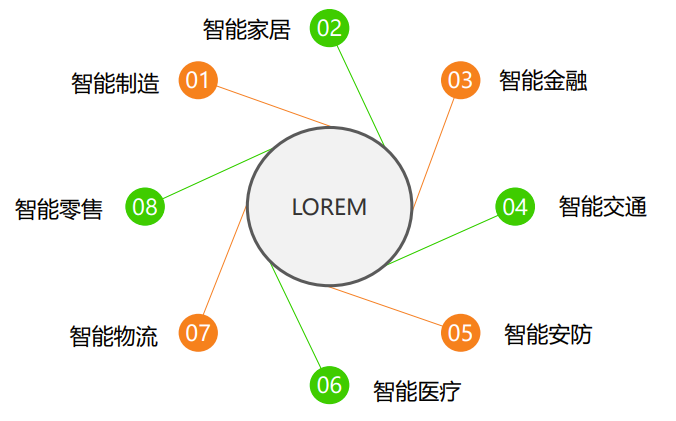 智能家居 02
智能制造 01
03 智能金融
智能零售 08
LOREM
04 智能交通
智能物流 07
05 智能安防
06 智能医疗